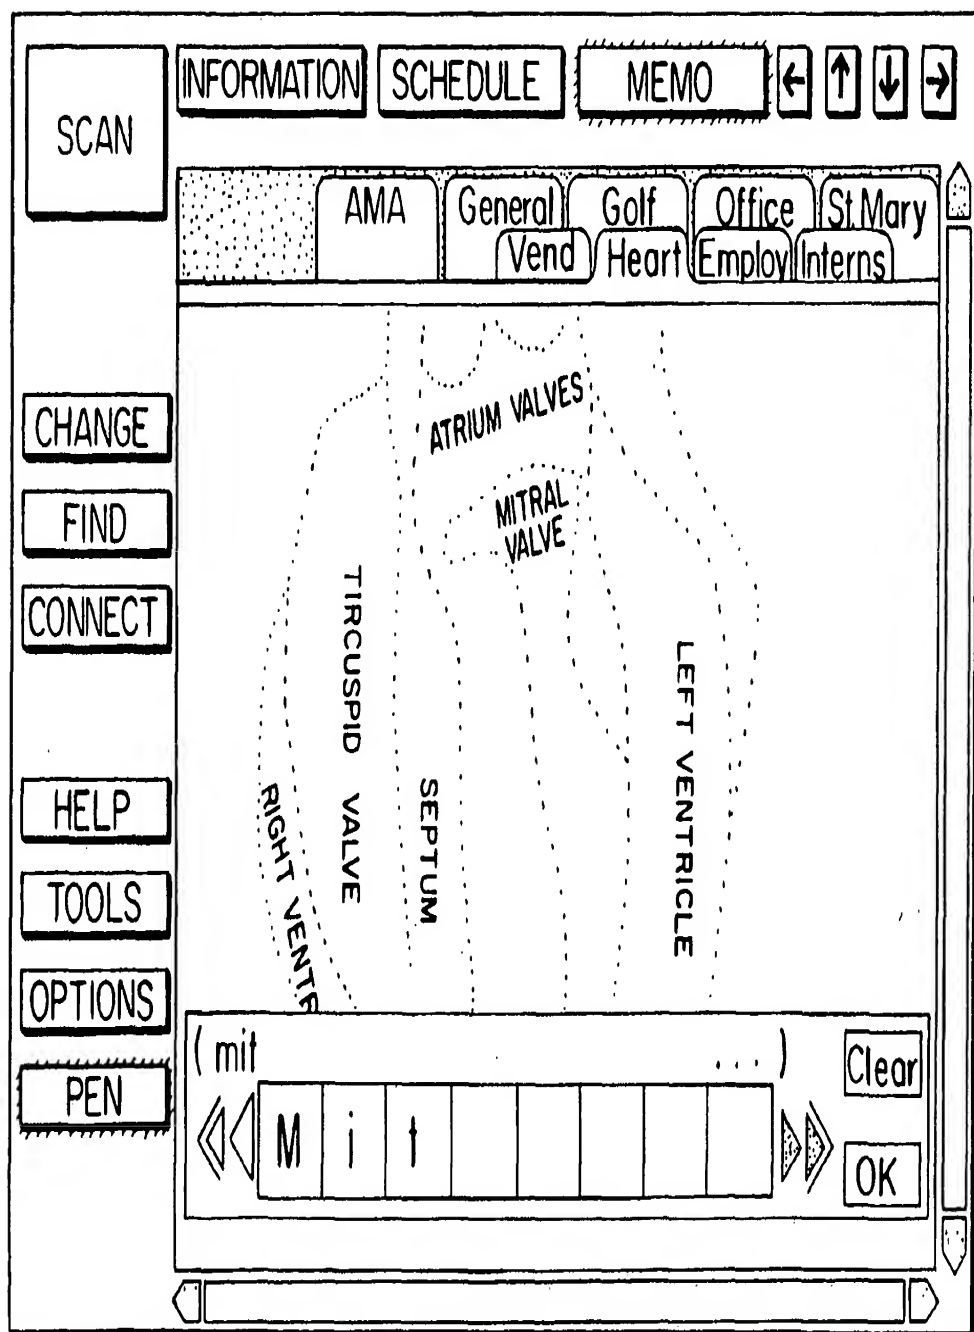 SCAN
INFORMATION
SCHEDULE
MEMO
AMA
General
Golf
Office
St.Mary
Vend
Heart
Employ
Interns
CHANGE
FIND
CONNECT
HELP
TOOLS
OPTIONS
PEN
ATRIUM VALVES
MITRAL
VALVE
TIRCUSPID VALVE
SEPTUM
LEFT VENTRICLE
RIGHT VENTR
( mit ... )
M i t
Clear
OK